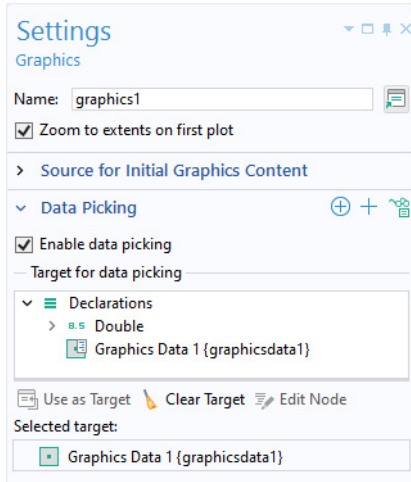 Settings
Graphics
Name: graphics1
Zoom to extents on first plot
Source for Initial Graphics Content
Data Picking
Enable data picking
Target for data picking
Declarations
8.5 Double
Graphics Data 1 {graphicsdata1}
Use as Target Clear Target Edit Node
Selected target:
Graphics Data 1 {graphicsdata1}